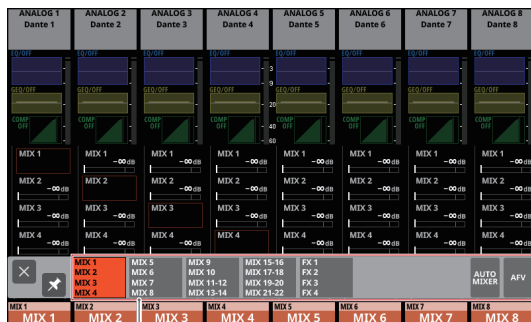 ANALOG 1 ANALOG 2 ANALOG 3 ANALOG 4 ANALOG 5 ANALOG 6 ANALOG 7 ANALOG 8
Dante 1 Dante 2 Dante 3 Dante 4 Dante 5 Dante 6 Dante 7 Dante 8
EQ/OFF EQ/OFF EQ/OFF EQ/OFF EQ/OFF EQ/OFF EQ/OFF EQ/OFF
3
9
GEQ/OFF GEQ/OFF GEQ/OFF GEQ/OFF GEQ/OFF GEQ/OFF GEQ/OFF GEQ/OFF
20
COMP COMP COMP COMP COMP COMP COMP COMP
OFF OFF OFF OFF 40 OFF OFF OFF OFF
60
MIX 1 MIX 1 MIX 1 MIX 1 MIX 1 MIX 1 MIX 1 MIX 1
-∞dB -∞dB -∞dB -∞dB -∞dB -∞dB -∞dB
MIX 2 MIX 2 MIX 2 MIX 2 MIX 2 MIX 2 MIX 2 MIX 2
-∞dB -∞dB -∞dB -∞dB -∞dB -∞dB -∞dB
MIX 3 MIX 3 MIX 3 MIX 3 MIX 3 MIX 3 MIX 3 MIX 3
-∞dB -∞dB -∞dB -∞dB -∞dB -∞dB -∞dB
MIX 4 MIX 4 MIX 4 MIX 4 MIX 4 MIX 4 MIX 4 MIX 4
-∞dB -∞dB -∞dB -∞dB -∞dB -∞dB -∞dB
MIX 1 MIX 5 MIX 9 MIX 15-16 FX 1
MIX 2 MIX 6 MIX 10 MIX 17-18 FX 2
MIX 3 MIX 7 MIX 11-12 MIX 19-20 FX 3
MIX 4 MIX 8 MIX 13-14 MIX 21-22 FX 4
AUTO
MIXER
AFV
MIX 1 MIX 2 MIX 3 MIX 4 MIX 5 MIX 6 MIX 7 MIX 8
MIX 1 MIX 2 MIX 3 MIX 4 MIX 5 MIX 6 MIX 7 MIX 8